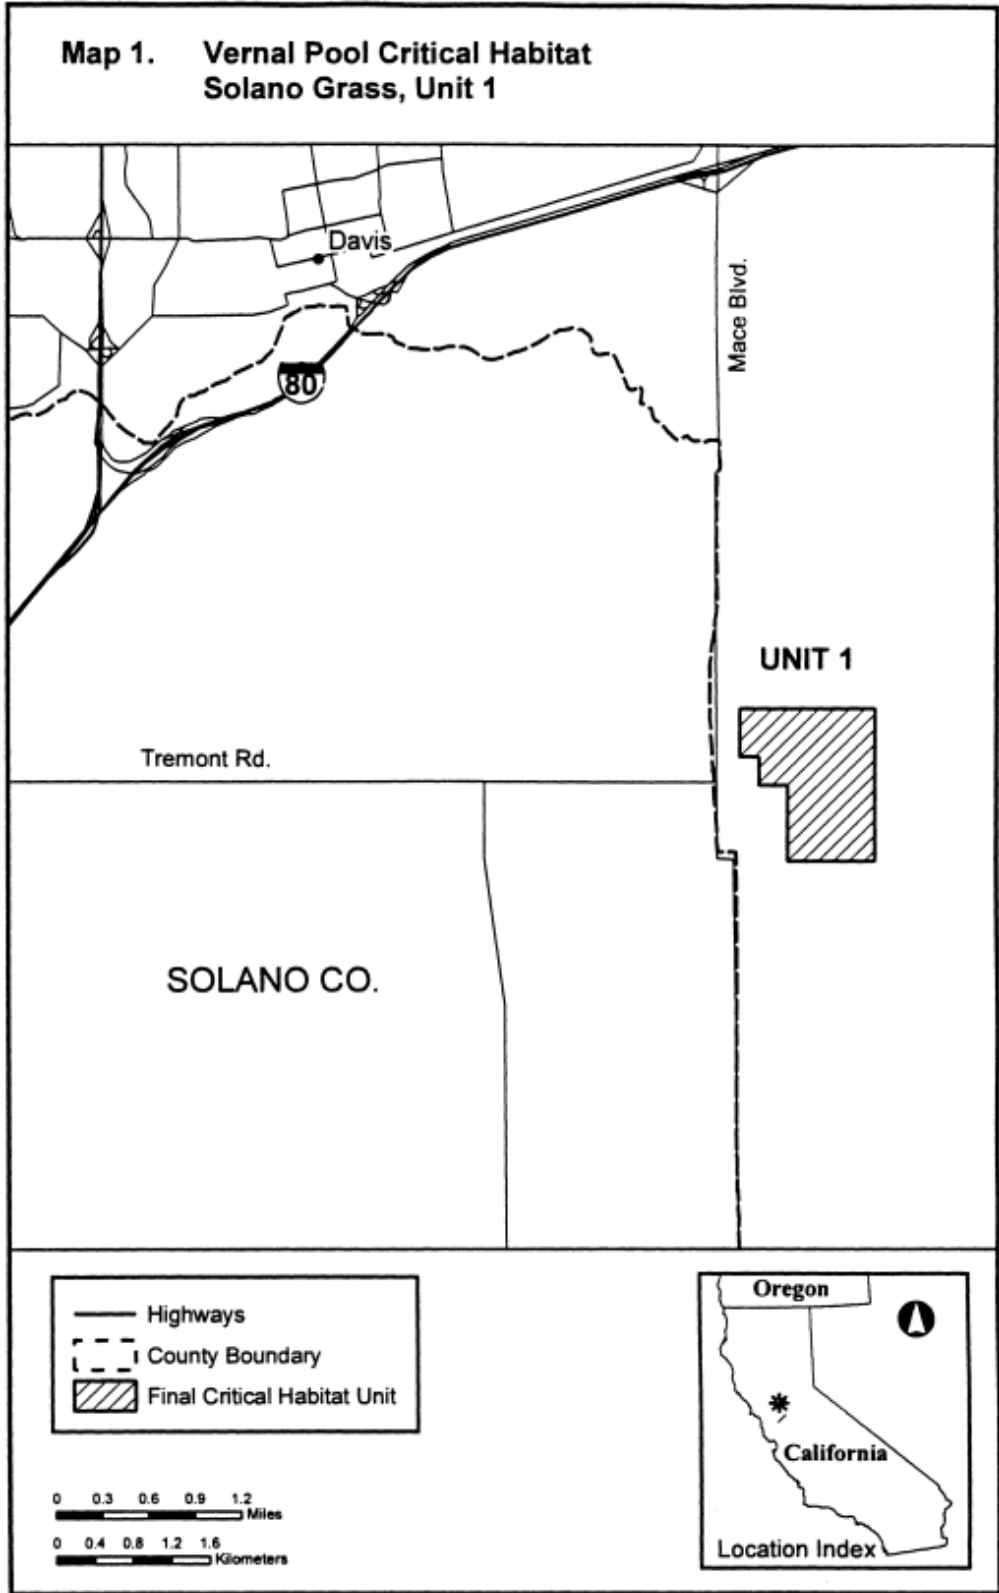 Map 1. Vernal Pool Critical Habitat
Solano Grass, Unit 1
Davis
Mace Blvd.
80
UNIT 1
Tremont Rd.
SOLANO CO.
Highways
County Boundary
Final Critical Habitat Unit
0 0.3 0.6 0.9 1.2
Miles
0 0.4 0.8 1.2 1.6
Kilometers
Oregon
California
Location Index